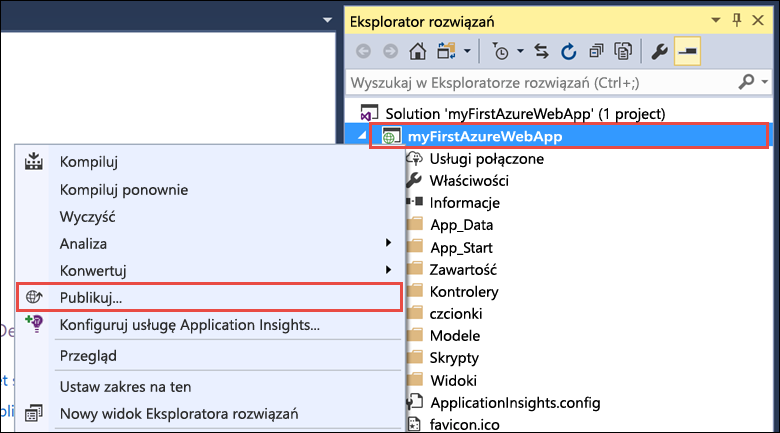 Eksplorator rozwiązań
Wyszukaj w Eksploratorze rozwiązań (Ctrl+;)
Solution 'myFirstAzureWebApp' (1 project)
myFirstAzureWebApp
Usługi połączone
Właściwości
Informacje
App_Data
App_Start
Zawartość
Kontrolery
czcionki
Modele
Skrypty
Widoki
ApplicationInsights.config
favicon.ico
Kompiluj
Kompiluj ponownie
Wyczyść
Analiza
Konwertuj
Publikuj...
Konfiguruj usługę Application Insights...
Przegląd
Ustaw zakres na ten
Nowy widok Eksploratora rozwiązań